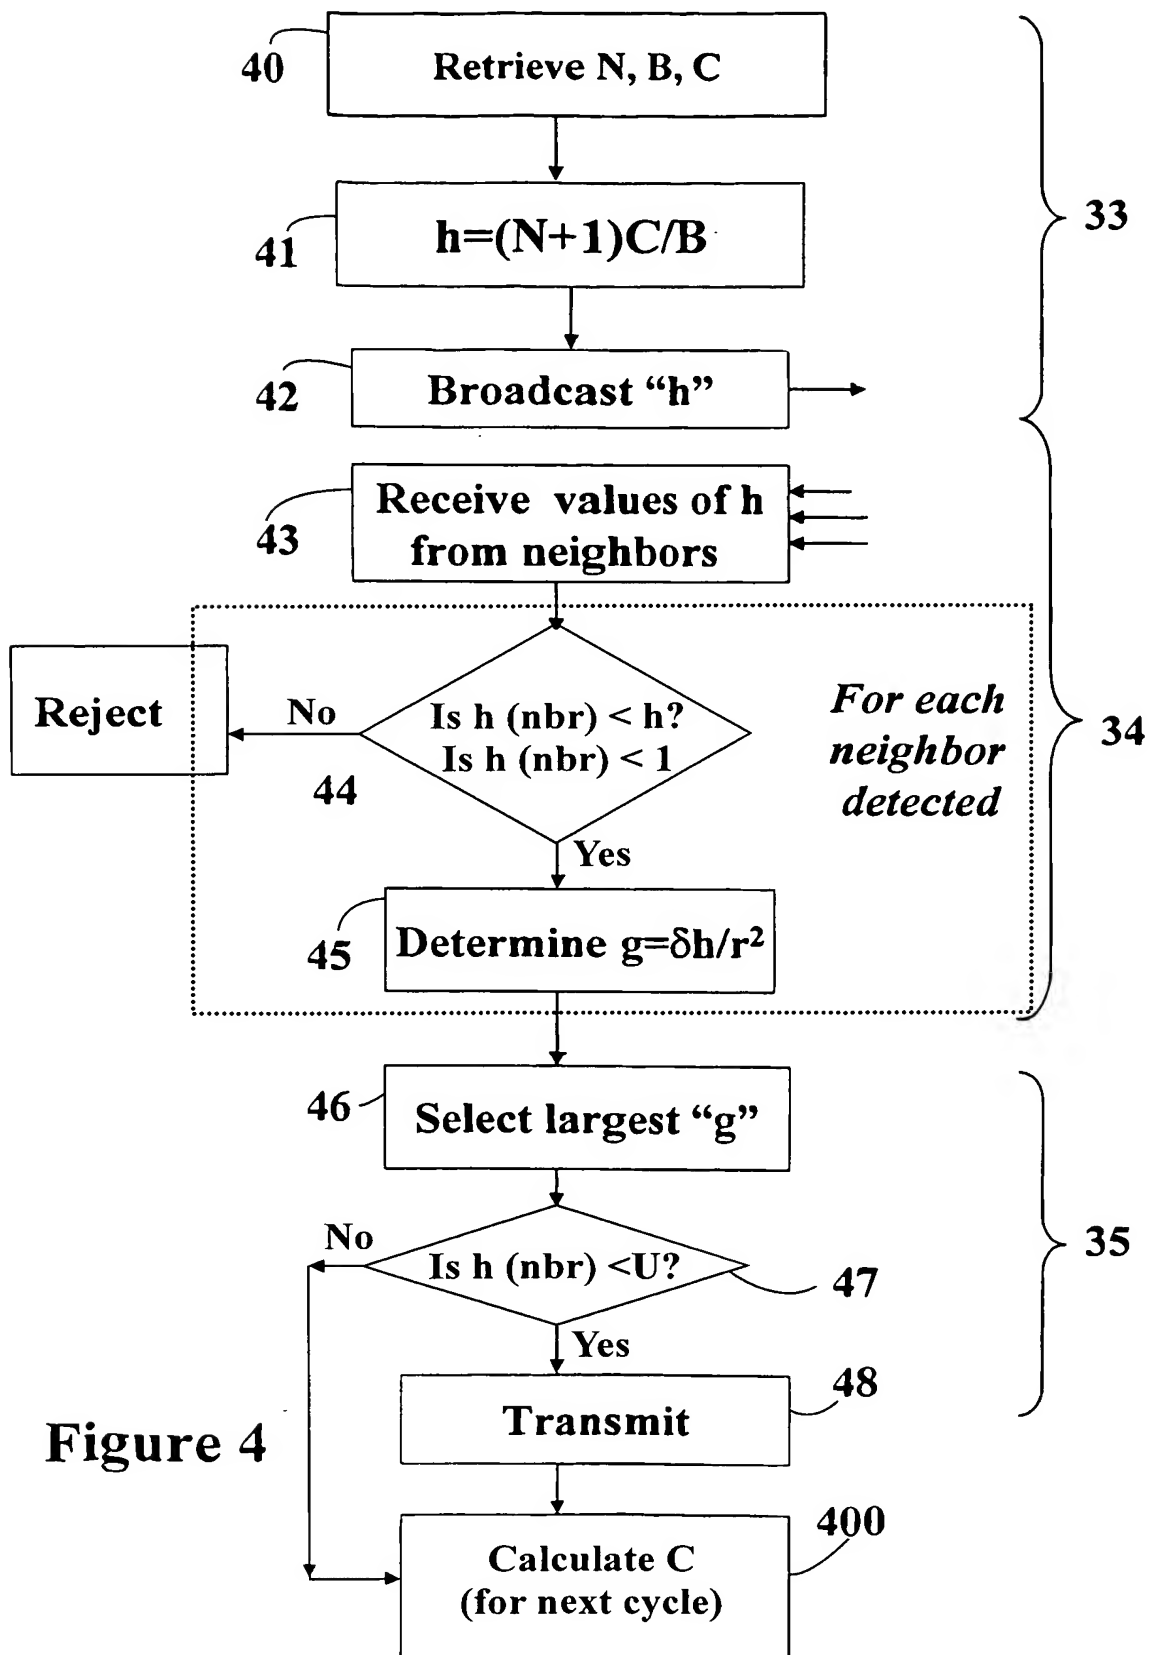 40
Retrieve N, B, C
41
h=(N+1)C/B
33
42
Broadcast “h”
43
Receive values of h
from neighbors
Reject
No
Is h (nbr) < h?
Is h (nbr) < 1
44
For each
neighbor
detected
34
Yes
45
Determine g=δh/r²
46
Select largest “g”
No
Is h (nbr) <U?
47
35
Yes
48
Transmit
Figure 4
400
Calculate C
(for next cycle)